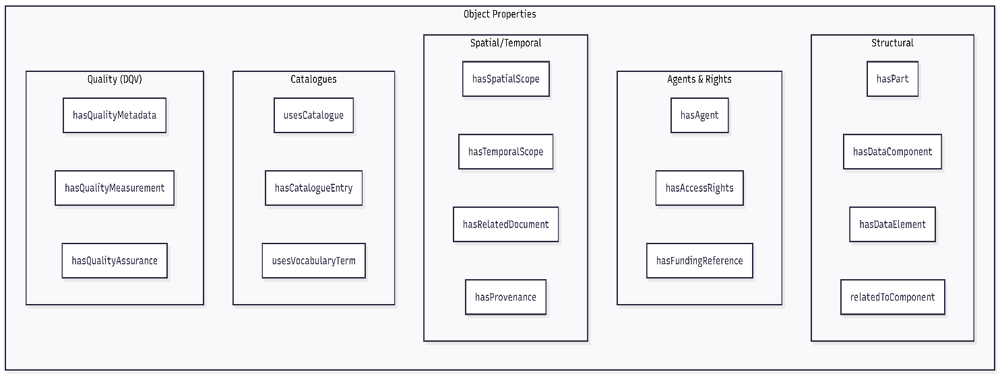 Object Properties
Quality (DQV)
hasQualityMetadata
hasQualityMeasurement
hasQualityAssurance
Catalogues
usesCatalogue
hasCatalogueEntry
usesVocabularyTerm
Spatial/Temporal
hasSpatialScope
hasTemporalScope
hasRelatedDocument
hasProvenance
Agents & Rights
hasAgent
hasAccessRights
hasFundingReference
Structural
hasPart
hasDataComponent
hasDataElement
relatedToComponent